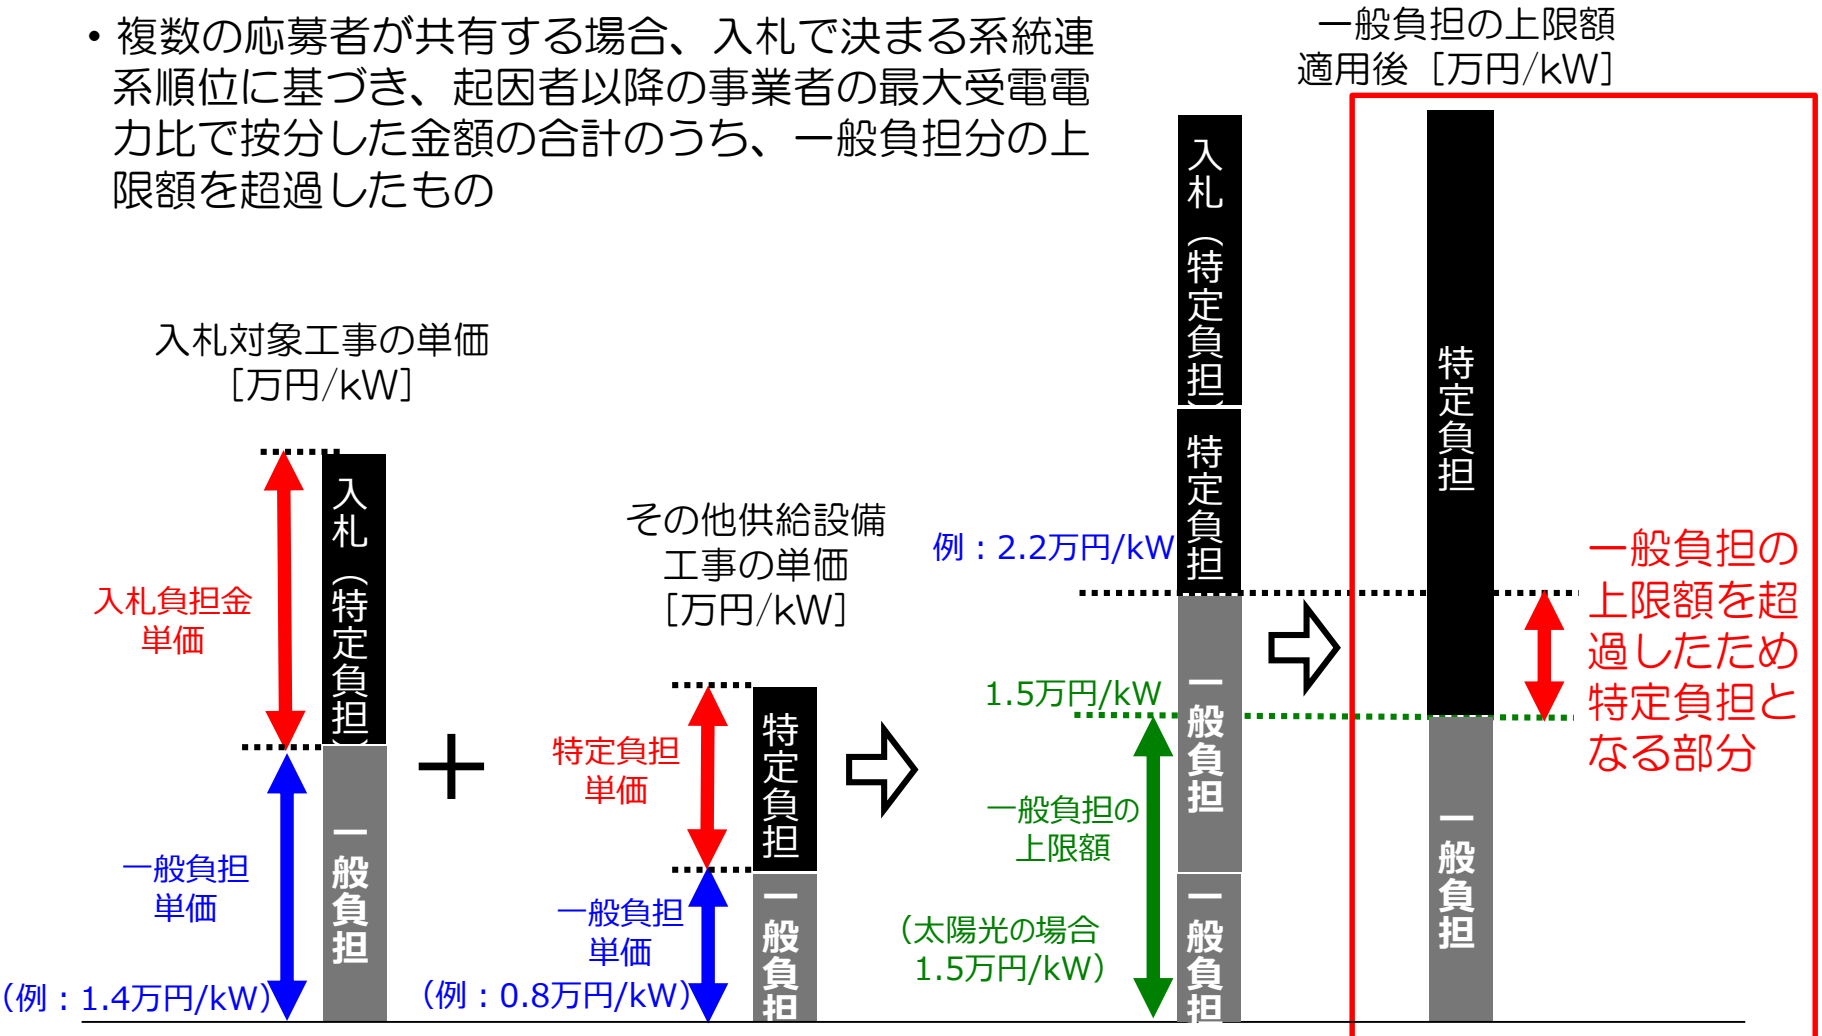 ・複数の応募者が共有する場合、入札で決まる系統連
系順位に基づき、起因者以降の事業者の最大受電電
力比で按分した金額の合計のうち、一般負担分の上
限額を超過したもの
一般負担の上限額
適用後［万円/kW］
入札対象工事の単価
［万円/kW］
入札（特定負担）
入札負担金
単価
一般負担
一般負担
単価
（例：1.4万円/kW）
＋
その他供給設備
工事の単価
［万円/kW］
特定負担
特定負担
単価
一般負担
一般負担
単価
（例：0.8万円/kW）
入札（特定負担）
特定負担
例：2.2万円/kW
一般負担
1.5万円/kW
一般負担の
上限額
（太陽光の場合
1.5万円/kW）
一般負担
特定負担
一般負担
一般負担の
上限額を超
過したため
特定負担と
なる部分